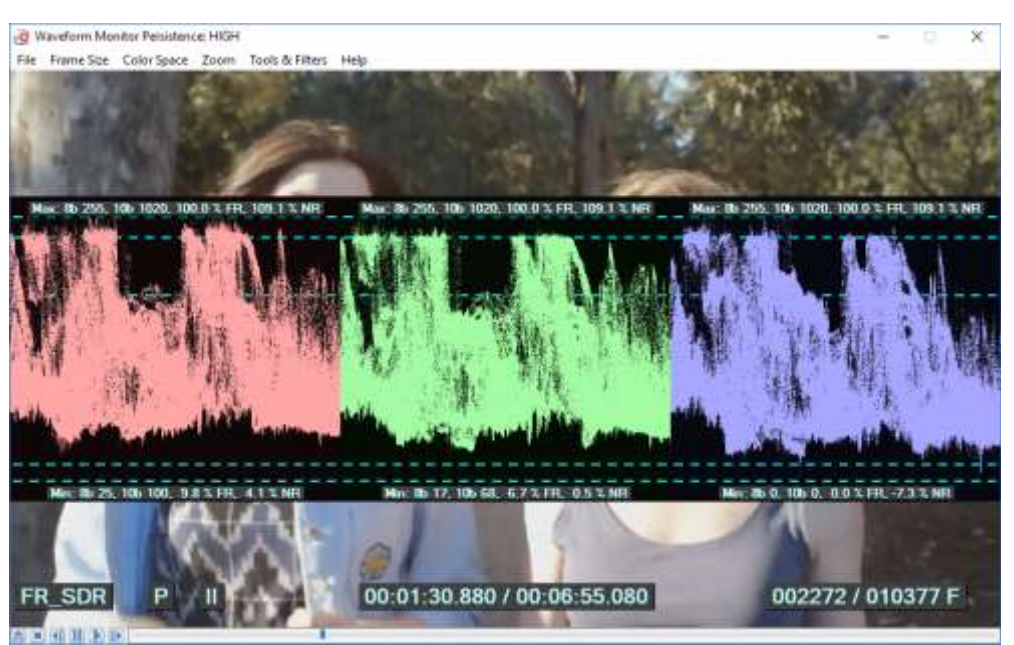 Waveform Monitor Persistence: HIGH
File Frame Size Color Space Zoom Tools & Filters Help
Max: 8b 255, 10b 1020, 100.0 % FR, 109.1 % NR Max: 8b 255, 10b 1020, 100.0 % FR, 109.1 % NR Max: 8b 255, 10b 1020, 100.0 % FR, 109.1 % NR
Min: 8b 25, 10b 100, 9.8 % FR, 4.1 % NR Min: 8b 17, 10b 68, 6.7 % FR, 0.5 % NR Min: 8b 0, 10b 0, 0.0 % FR, -7.3 % NR
FR_SDR P II 00:01:30.880 / 00:06:55.080 002272 / 010377 F